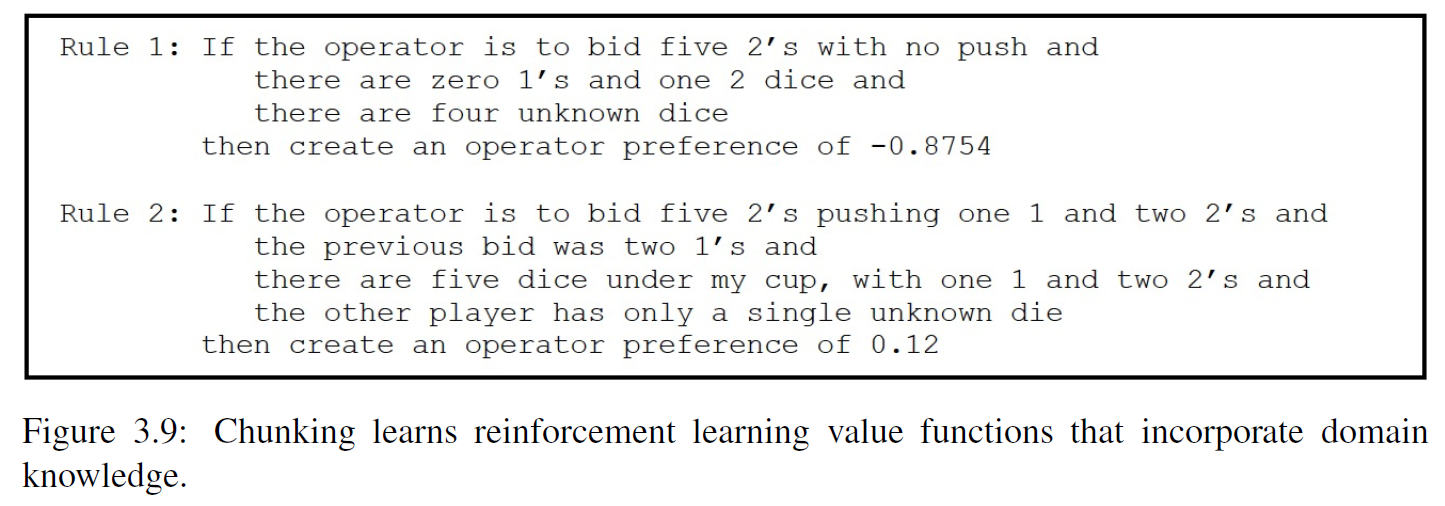 Rule 1: If the operator is to bid five 2's with no push and
there are zero 1's and one 2 dice and
there are four unknown dice
then create an operator preference of -0.8754
Rule 2: If the operator is to bid five 2's pushing one 1 and two 2's and
the previous bid was two 1's and
there are five dice under my cup, with one 1 and two 2's and
the other player has only a single unknown die
then create an operator preference of 0.12
Figure 3.9: Chunking learns reinforcement learning value functions that incorporate domain
knowledge.